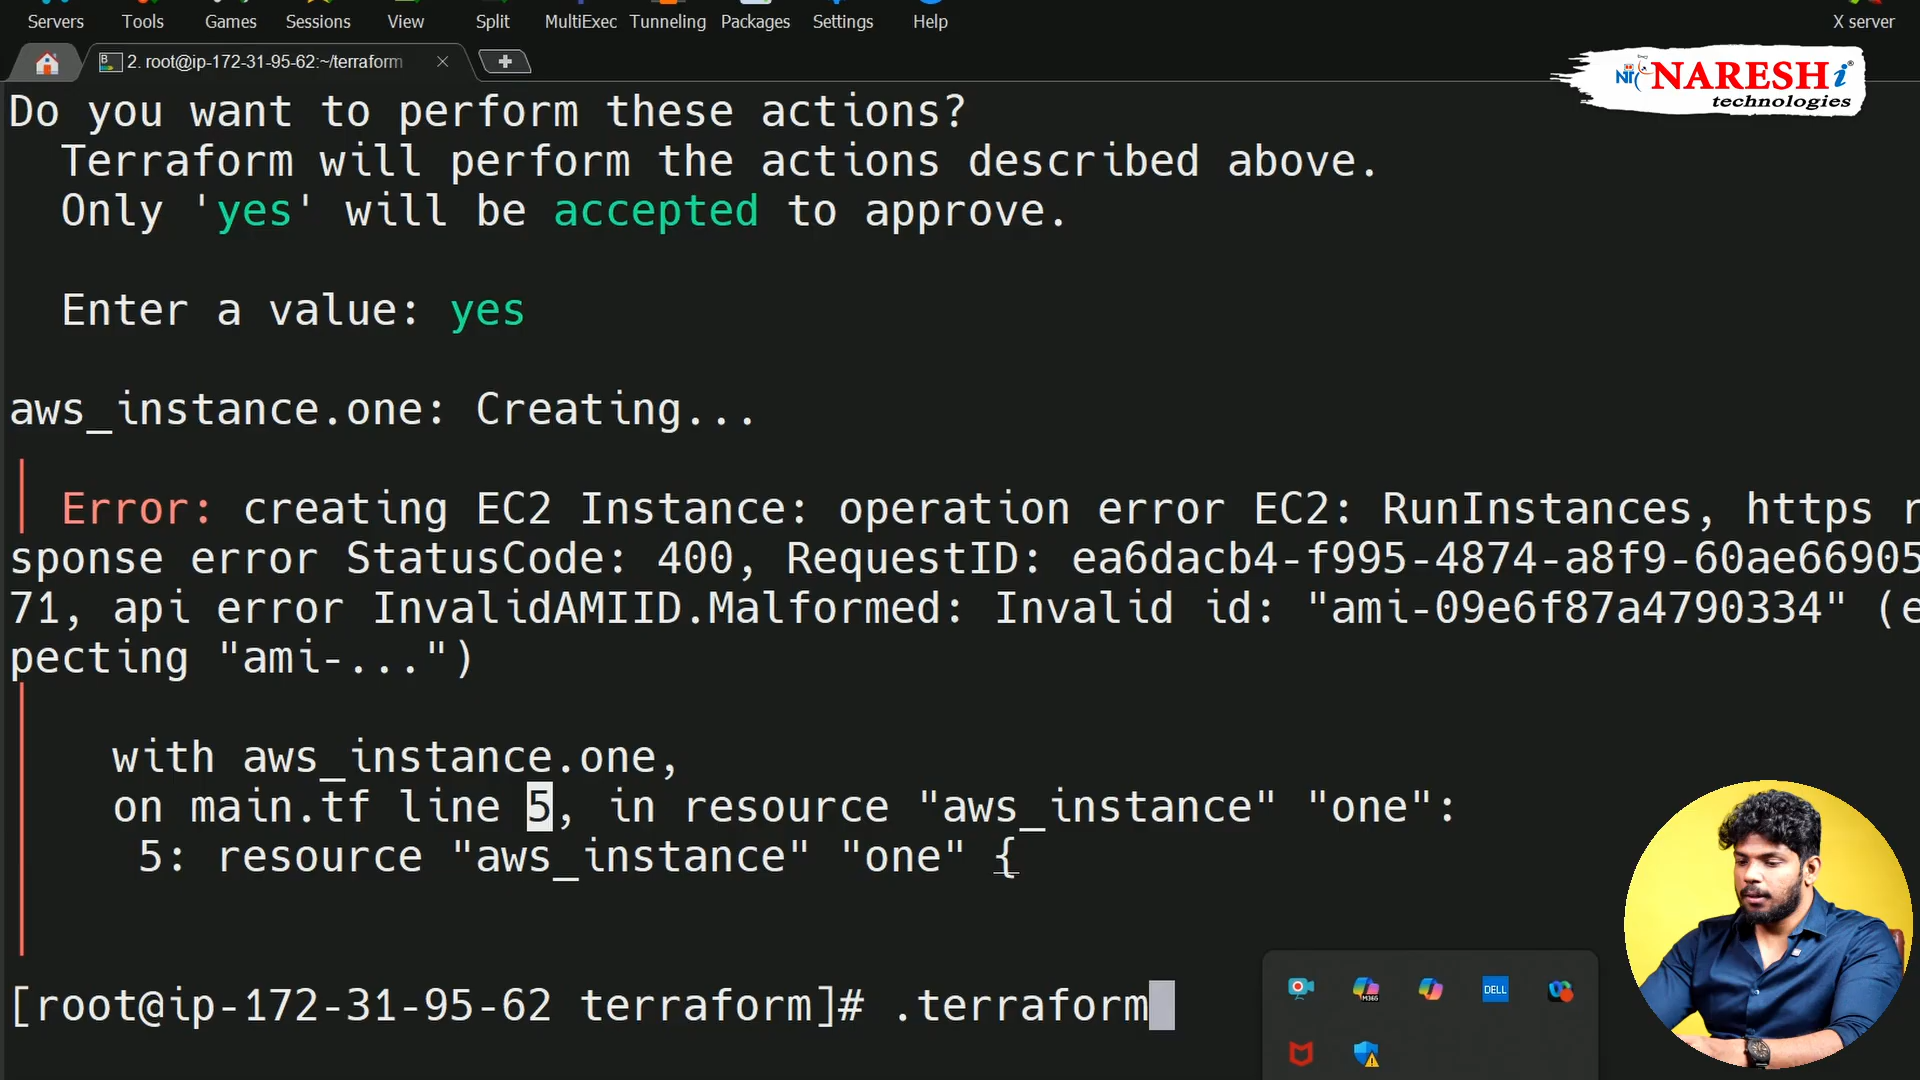 Servers Tools Games Sessions View Split MultiExec Tunneling Packages Settings Help X server
2. root@ip-172-31-95-62:~/terraform
NARESH i
technologies
Do you want to perform these actions?
Terraform will perform the actions described above.
Only 'yes' will be accepted to approve.
Enter a value: yes
aws_instance.one: Creating...
Error: creating EC2 Instance: operation error EC2: RunInstances, https r
sponse error StatusCode: 400, RequestID: ea6dacb4-f995-4874-a8f9-60ae66905
71, api error InvalidAMIID.Malformed: Invalid id: "ami-09e6f87a4790334" (e
pecting "ami-...")
with aws_instance.one,
on main.tf line 5, in resource "aws_instance" "one":
5: resource "aws_instance" "one" {
[root@ip-172-31-95-62 terraform]# .terraform
M365
DELL